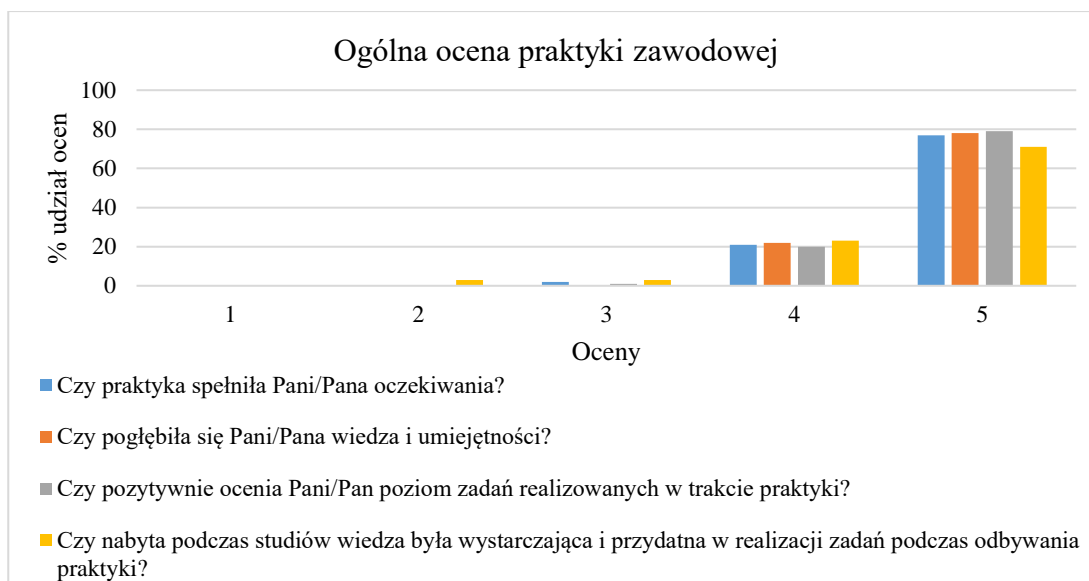 Ogólna ocena praktyki zawodowej
100
80
60
40
20
0
% udział ocen
1 2 3 4 5
Oceny
Czy praktyka spełniła Pani/Pana oczekiwania?
Czy pogłębiła się Pani/Pana wiedza i umiejętności?
Czy pozytywnie ocenia Pani/Pan poziom zadań realizowanych w trakcie praktyki?
Czy nabyta podczas studiów wiedza była wystarczająca i przydatna w realizacji zadań podczas odbywania
praktyki?